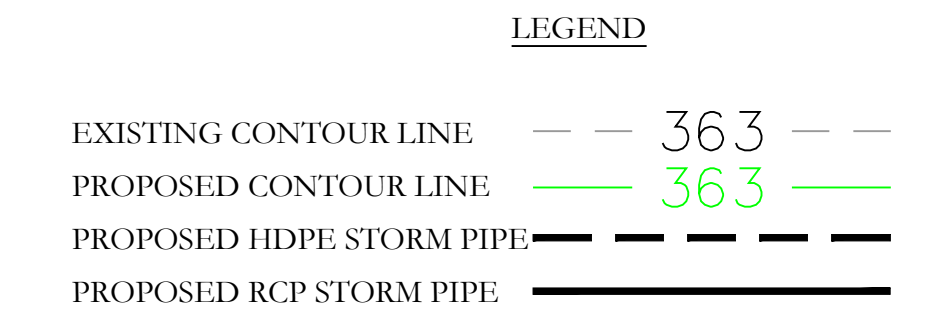 LEGEND
EXISTING CONTOUR LINE 363
PROPOSED CONTOUR LINE 363
PROPOSED HDPE STORM PIPE
PROPOSED RCP STORM PIPE